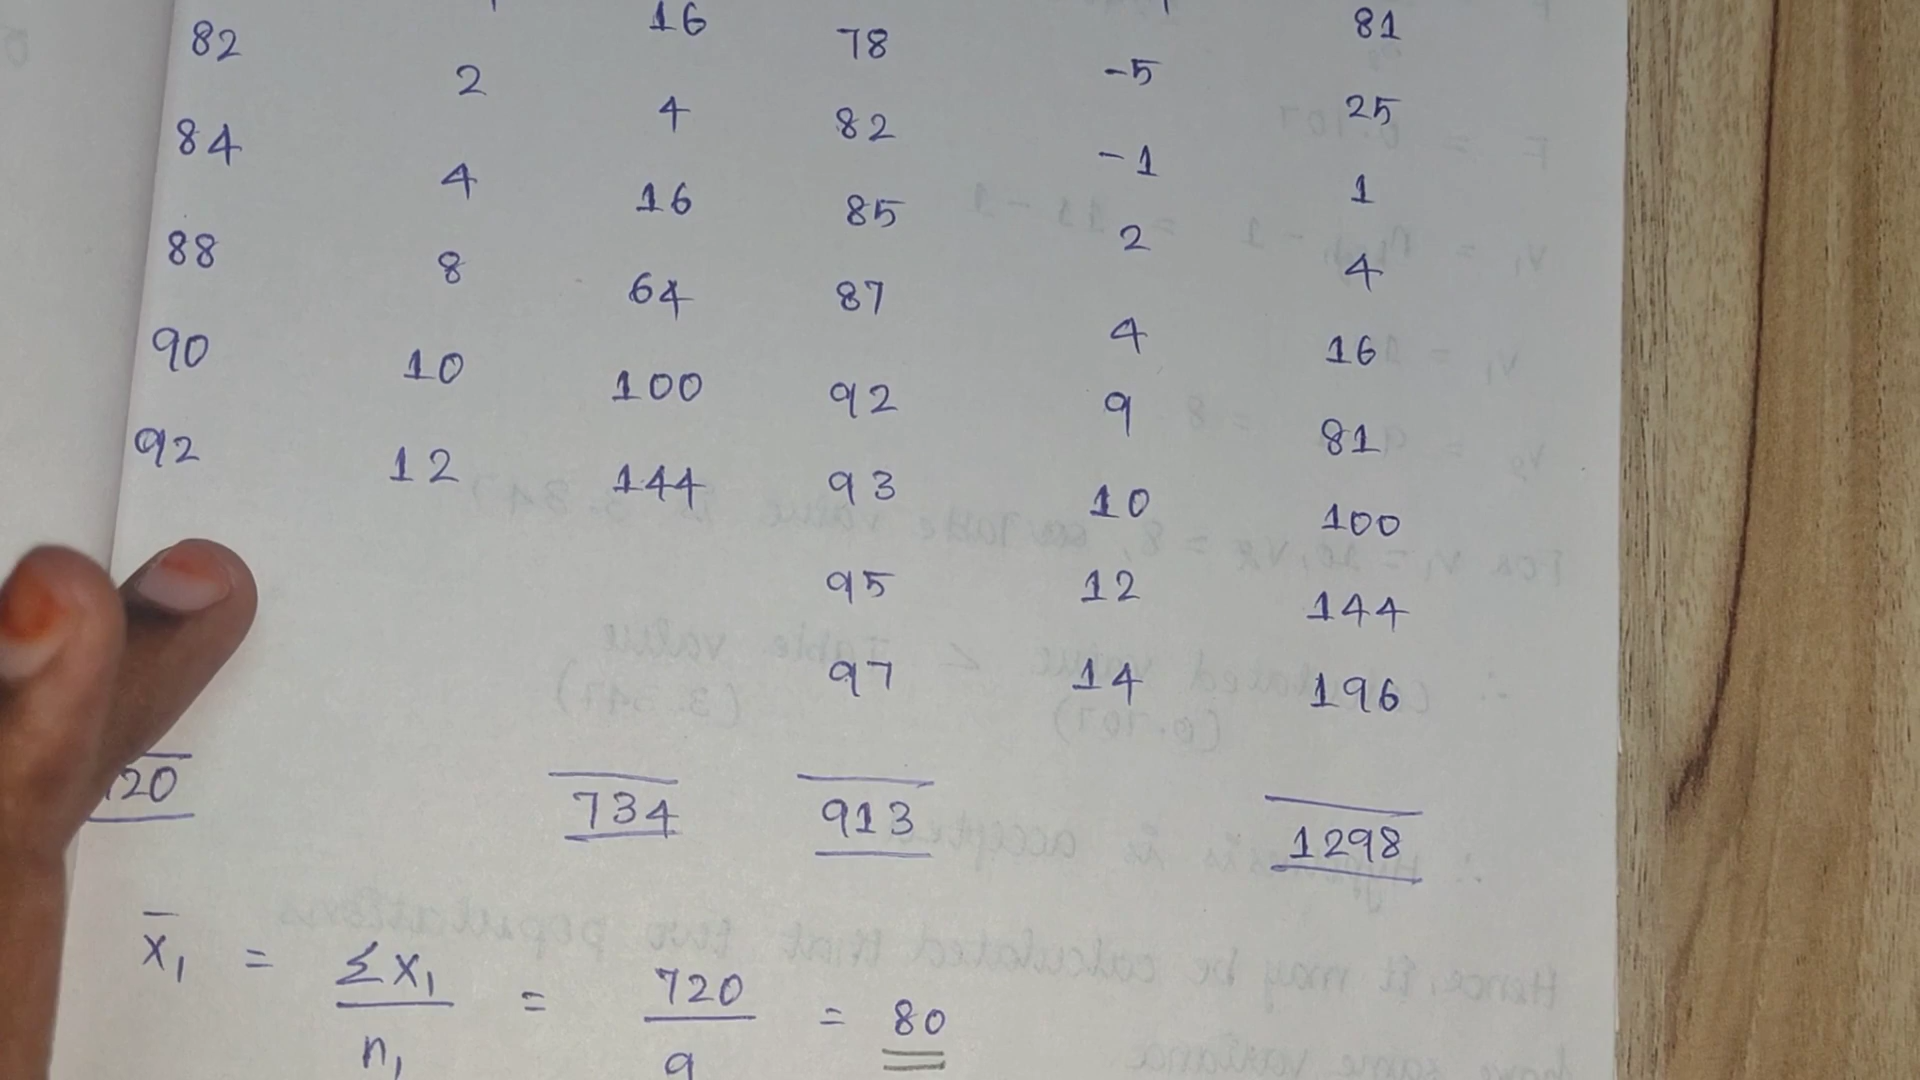 82 16 78 81
2 4 82 -5 25
84 4 16 85 -1 1
88 8 64 87 2 4
90 10 100 92 4 16
92 12 144 93 9 81
10 100
95 12 144
97 14 196
20 734 913 1298
x̄₁ = Σx₁ / n₁ = 720 / 9 = 80